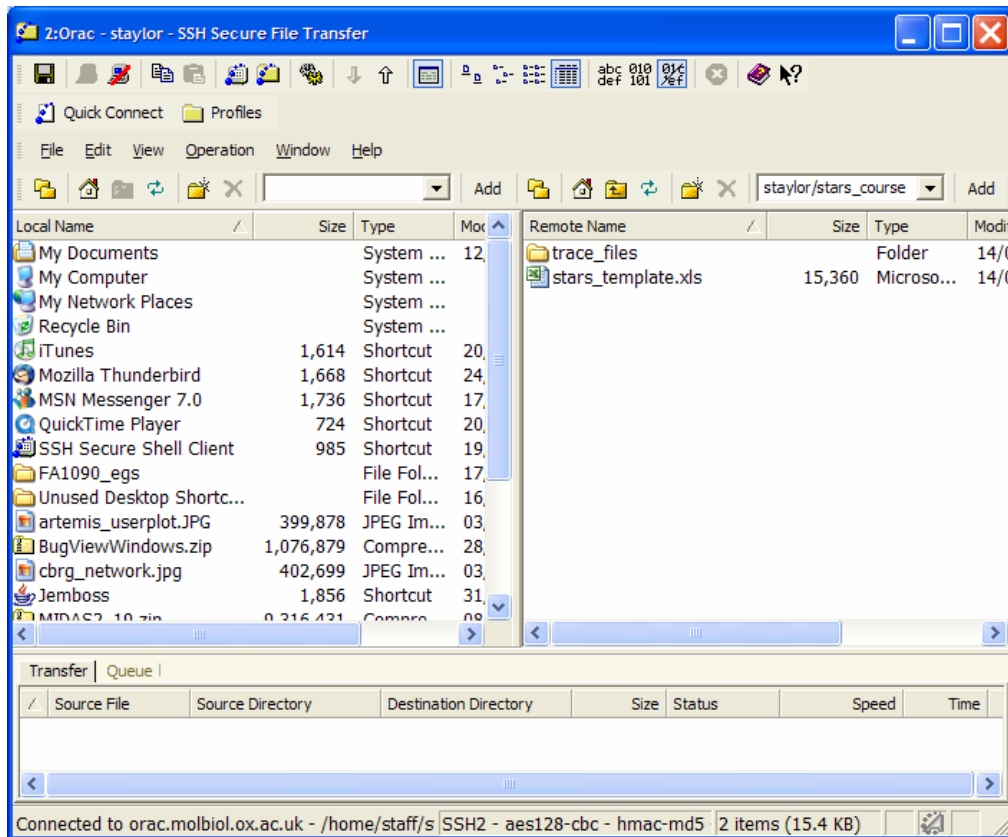 2:Orac - staylor - SSH Secure File Transfer
abc def 010 101
Quick Connect Profiles
File Edit View Operation Window Help
Add staylor/stars_course Add
Local Name Size Type Remote Name Size Type
My Documents System ... 12, trace_files Folder 14/
My Computer System ... stars_template.xls 15,360 Microso... 14/
My Network Places System ...
Recycle Bin System ...
iTunes 1,614 Shortcut 20,
Mozilla Thunderbird 1,668 Shortcut 24,
MSN Messenger 7.0 1,736 Shortcut 17,
QuickTime Player 724 Shortcut 20,
SSH Secure Shell Client 985 Shortcut 19,
FA1090_egs File Fol... 17,
Unused Desktop Shortc... File Fol... 16,
artemis_userplot.JPG 399,878 JPEG Im... 03,
BugViewWindows.zip 1,076,879 Compre... 28,
cbrg_network.jpg 402,699 JPEG Im... 03,
Jemboss 1,856 Shortcut 31,
Transfer Queue
Source File Source Directory Destination Directory Size Status Speed Time
Connected to orac.molbiol.ox.ac.uk - /home/staff/s SSH2 - aes128-cbc - hmac-md5 - 2 items (15.4 KB)